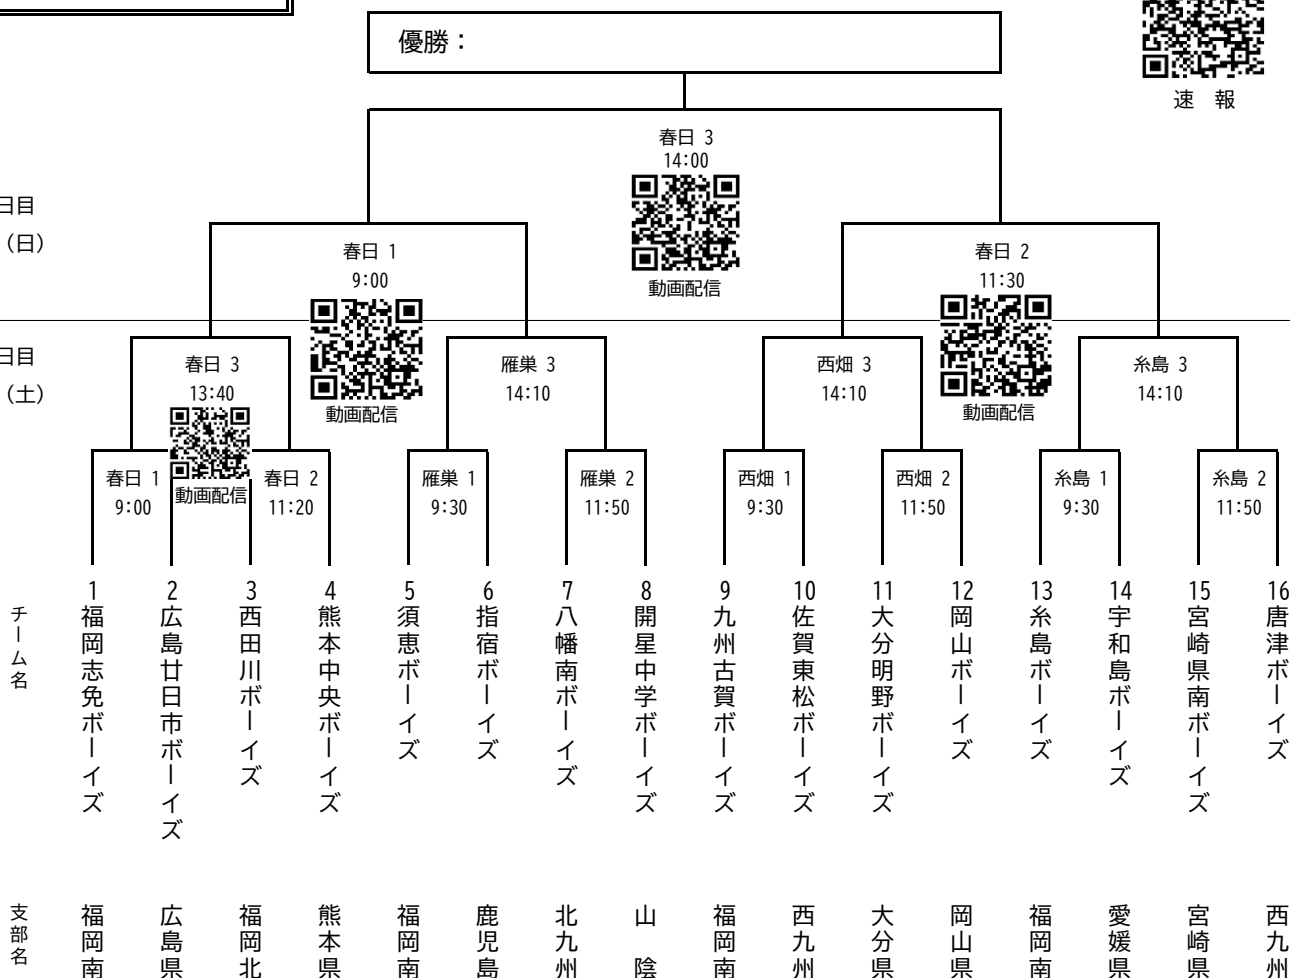 優勝：
速 報
春日 3
14:00
動画配信
日目
（日）
春日 1
9:00
動画配信
春日 2
11:30
動画配信
日目
（土）
春日 3
13:40
動画配信
雁巣 3
14:10
西畑 3
14:10
糸島 3
14:10
春日 1
9:00
春日 2
11:20
雁巣 1
9:30
雁巣 2
11:50
西畑 1
9:30
西畑 2
11:50
糸島 1
9:30
糸島 2
11:50
チーム名
1
福岡志免ボーイズ
2
広島廿日市ボーイズ
3
西田川ボーイズ
4
熊本中央ボーイズ
5
須恵ボーイズ
6
指宿ボーイズ
7
八幡南ボーイズ
8
開星中学ボーイズ
9
九州古賀ボーイズ
10
佐賀東松ボーイズ
11
大分明野ボーイズ
12
岡山ボーイズ
13
糸島ボーイズ
14
宇和島ボーイズ
15
宮崎県南ボーイズ
16
唐津ボーイズ
支部名
福岡南
広島県
福岡北
熊本県
福岡南
鹿児島
北九州
山 陰
福岡南
西九州
大分県
岡山県
福岡南
愛媛県
宮崎県
西九州